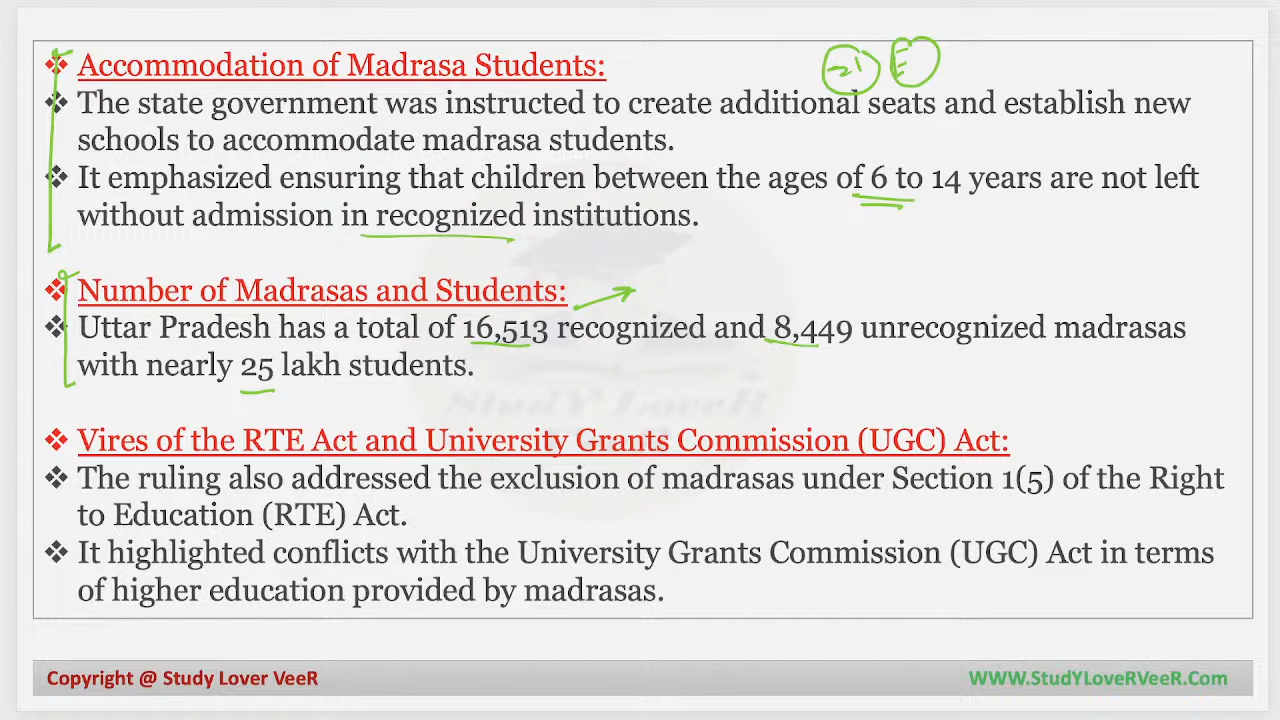 ❖ Accommodation of Madrasa Students:
❖ The state government was instructed to create additional seats and establish new
schools to accommodate madrasa students.
❖ It emphasized ensuring that children between the ages of 6 to 14 years are not left
without admission in recognized institutions.
❖ Number of Madrasas and Students:
❖ Uttar Pradesh has a total of 16,513 recognized and 8,449 unrecognized madrasas
with nearly 25 lakh students.
StudY LoveR
❖ Vires of the RTE Act and University Grants Commission (UGC) Act:
❖ The ruling also addressed the exclusion of madrasas under Section 1(5) of the Right
to Education (RTE) Act.
❖ It highlighted conflicts with the University Grants Commission (UGC) Act in terms
of higher education provided by madrasas.
Copyright @ Study Lover VeeR
WWW.StudYLoveRVeeR.Com